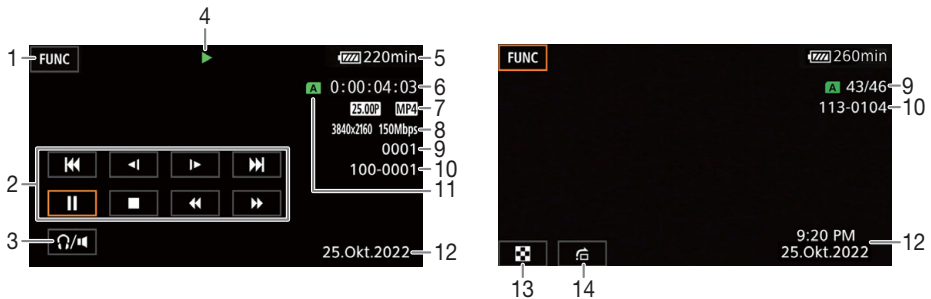 4
1 FUNC 220min 5
A 0:00:04:03 6
25.00P MP4 7
3840x2160 150Mbps 8
0001 9
100-0001 10
11
2
3
25.Okt.2022 12
FUNC 260min
A 43/46 9
113-0104 10
9:20 PM
25.Okt.2022 12
13 14